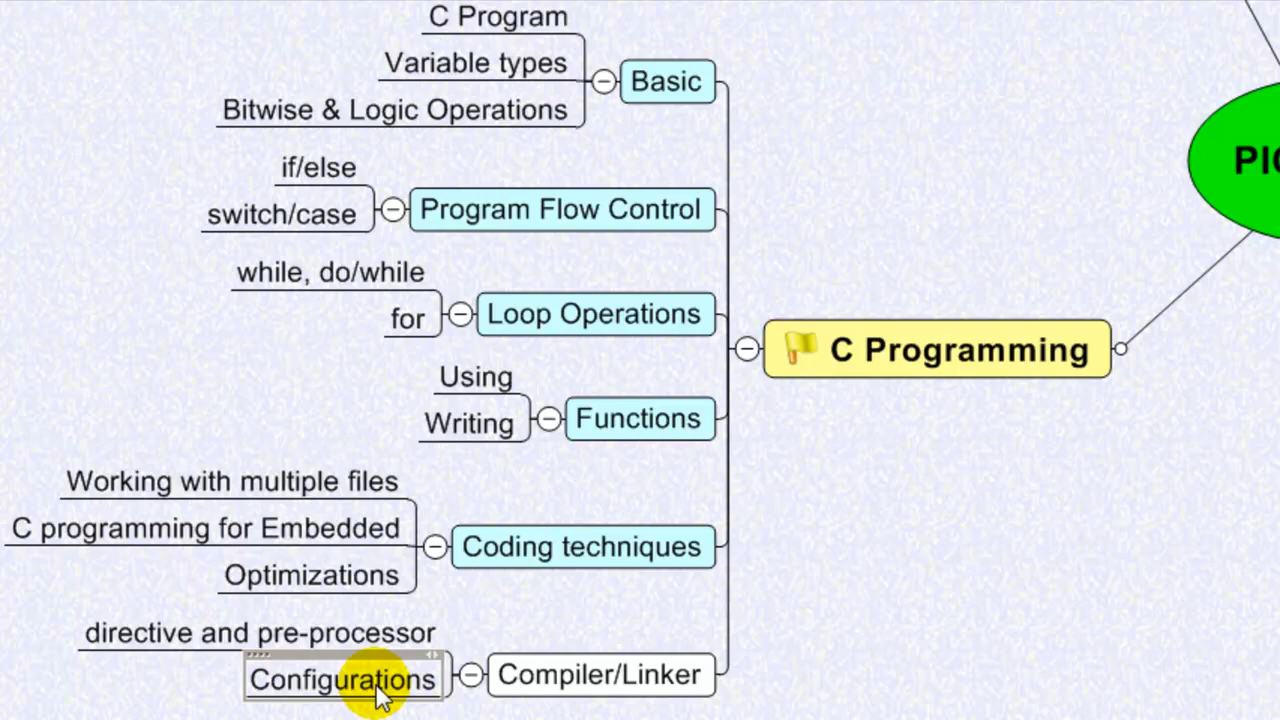 C Program
Variable types
Bitwise & Logic Operations
Basic
if/else
switch/case
Program Flow Control
while, do/while
for
Loop Operations
C Programming
Using
Writing
Functions
Working with multiple files
C programming for Embedded
Optimizations
Coding techniques
directive and pre-processor
Configurations
Compiler/Linker